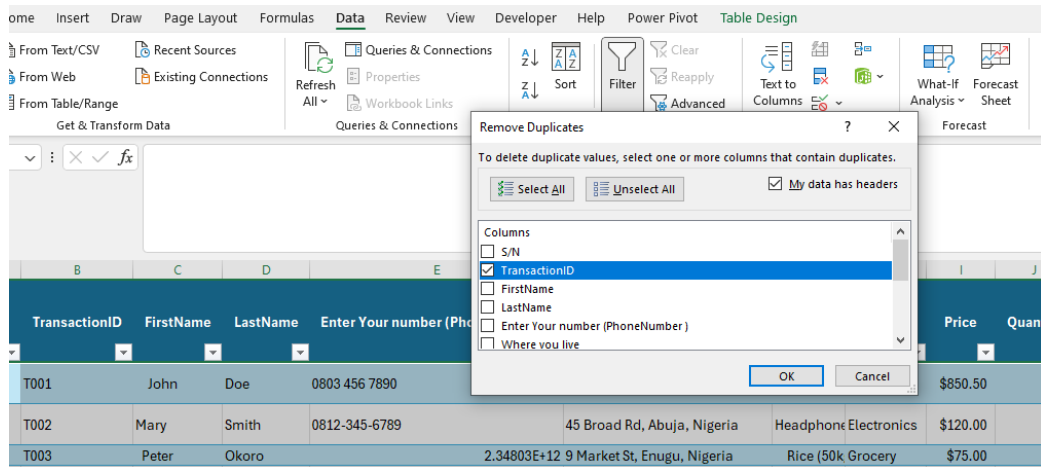 ome Insert Draw Page Layout Formulas Data Review View Developer Help Power Pivot Table Design
From Text/CSV
From Web
From Table/Range
Recent Sources
Existing Connections
Get & Transform Data
Refresh
All
Queries & Connections
Properties
Workbook Links
Queries & Connections
Sort
Filter
Clear
Reapply
Advanced
Text to
Columns
What-If
Analysis
Forecast
Sheet
Forecast
fx
Remove Duplicates ?
To delete duplicate values, select one or more columns that contain duplicates.
Select All Unselect All My data has headers
Columns
S/N
TransactionID
FirstName
LastName
Enter Your number (PhoneNumber )
Where you live
OK Cancel
B C D E I J
TransactionID FirstName LastName Enter Your number (Pho Price Quan
T001 John Doe 0803 456 7890 $850.50
T002 Mary Smith 0812-345-6789 45 Broad Rd, Abuja, Nigeria Headphone Electronics $120.00
T003 Peter Okoro 2.34803E+12 9 Market St, Enugu, Nigeria Rice (50k Grocery $75.00